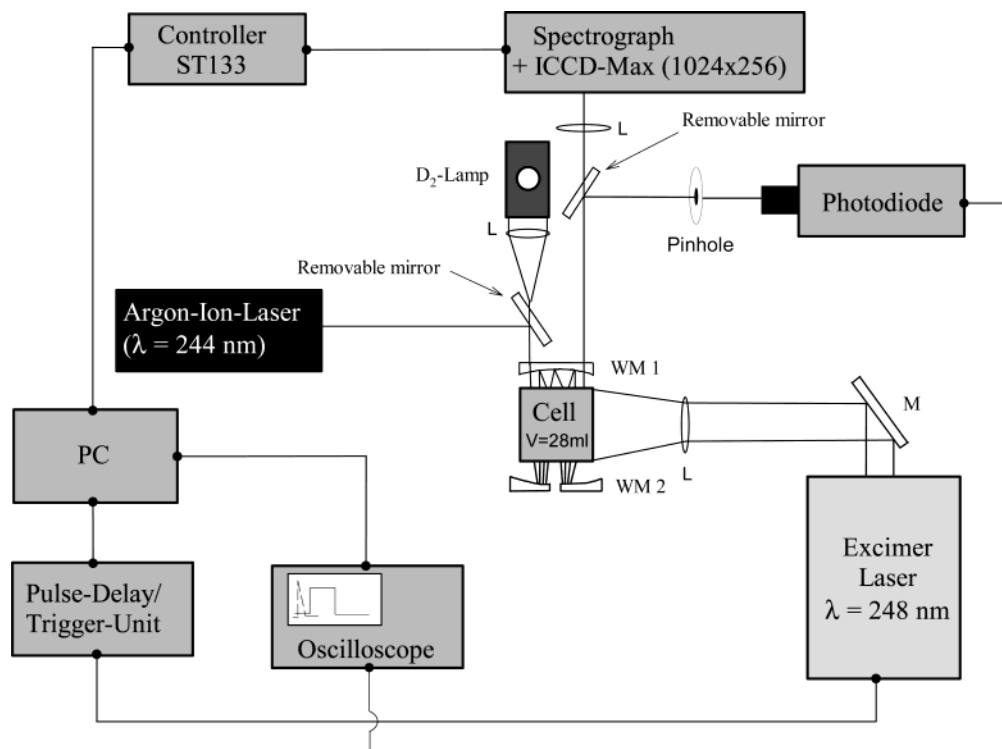 Controller
ST133
Spectrograph
+ ICCD-Max (1024x256)
L
Removable mirror
D₂-Lamp
L
Photodiode
Pinhole
Removable mirror
Argon-Ion-Laser
(λ = 244 nm)
WM 1
Cell
V=28ml
M
L
WM 2
PC
Excimer
Laser
λ = 248 nm
Pulse-Delay/
Trigger-Unit
Oscilloscope